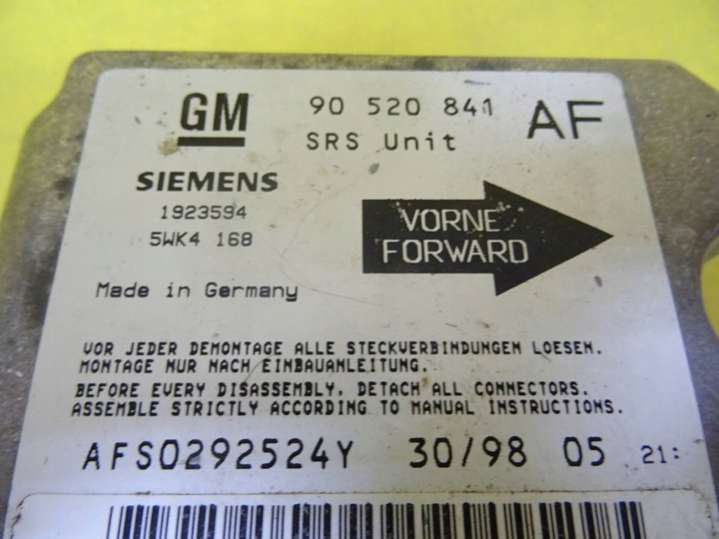 GM 90 520 841 AF
SRS Unit
SIEMENS
1923594
5WK4 168
VORNE
FORWARD
Made in Germany
VOR JEDER DEMONTAGE ALLE STECKVERBINDUNGEN LOESEN.
MONTAGE NUR NACH EINBAUANLEITUNG.
BEFORE EVERY DISASSEMBLY, DETACH ALL CONNECTORS.
ASSEMBLE STRICTLY ACCORDING TO MANUAL INSTRUCTIONS.
AFS0292524Y 30/98 05 21: